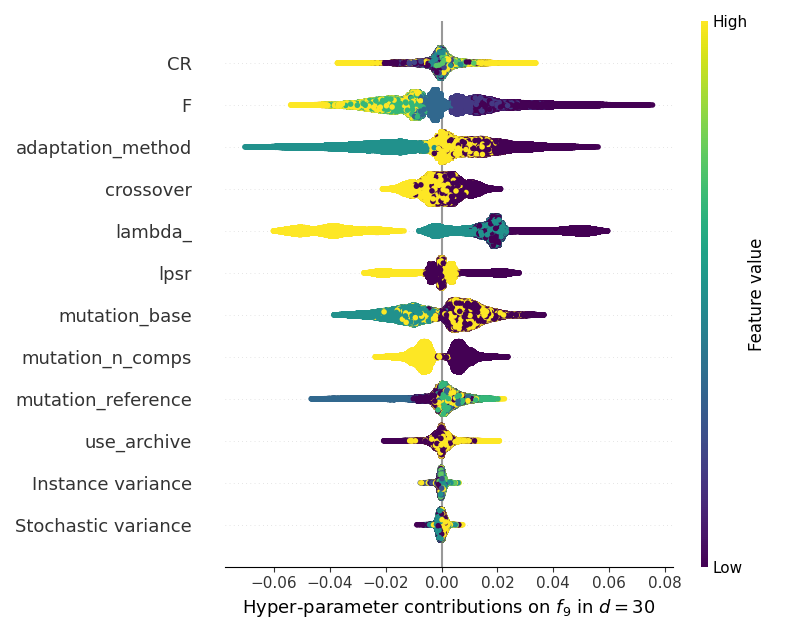 High
CR
F
adaptation_method
crossover
lambda_
lpsr
mutation_base
mutation_n_comps
mutation_reference
use_archive
Instance variance
Stochastic variance
Feature value
Low
−0.06 −0.04 −0.02 0.00 0.02 0.04 0.06 0.08
Hyper-parameter contributions on f₉ in d = 30